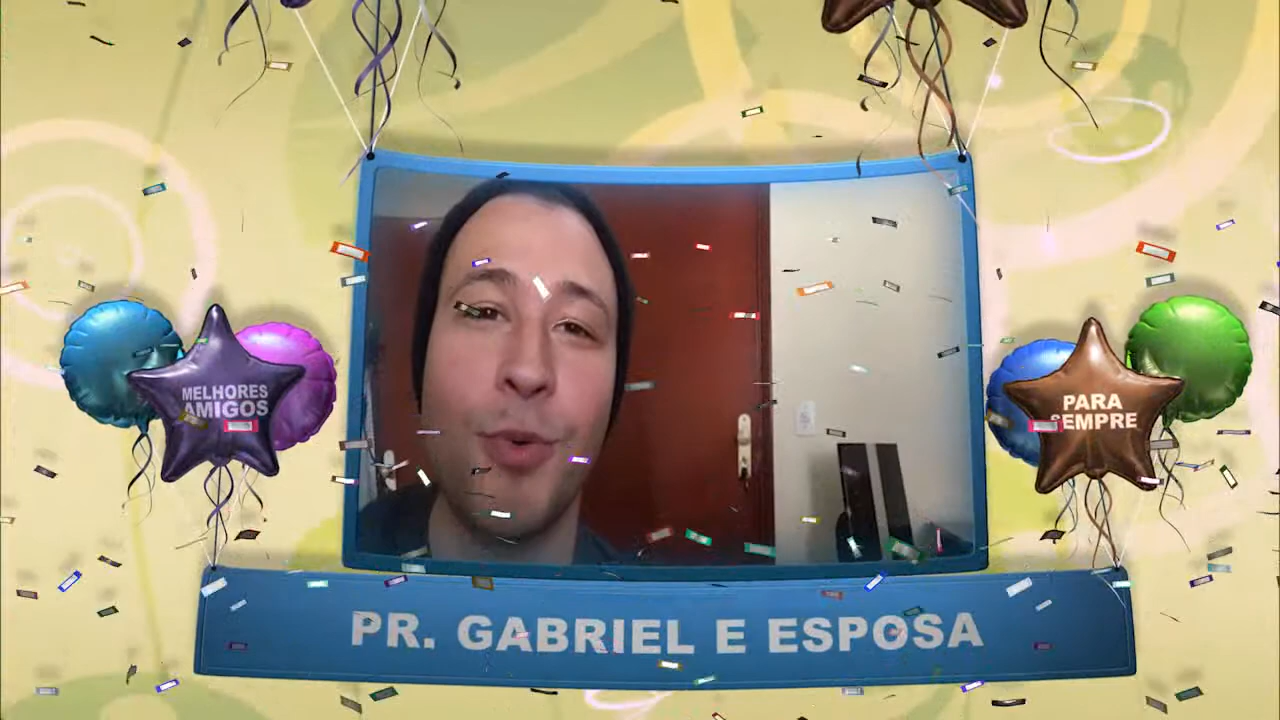 MELHORES
AMIGOS
PARA
SEMPRE
PR. GABRIEL E ESPOSA